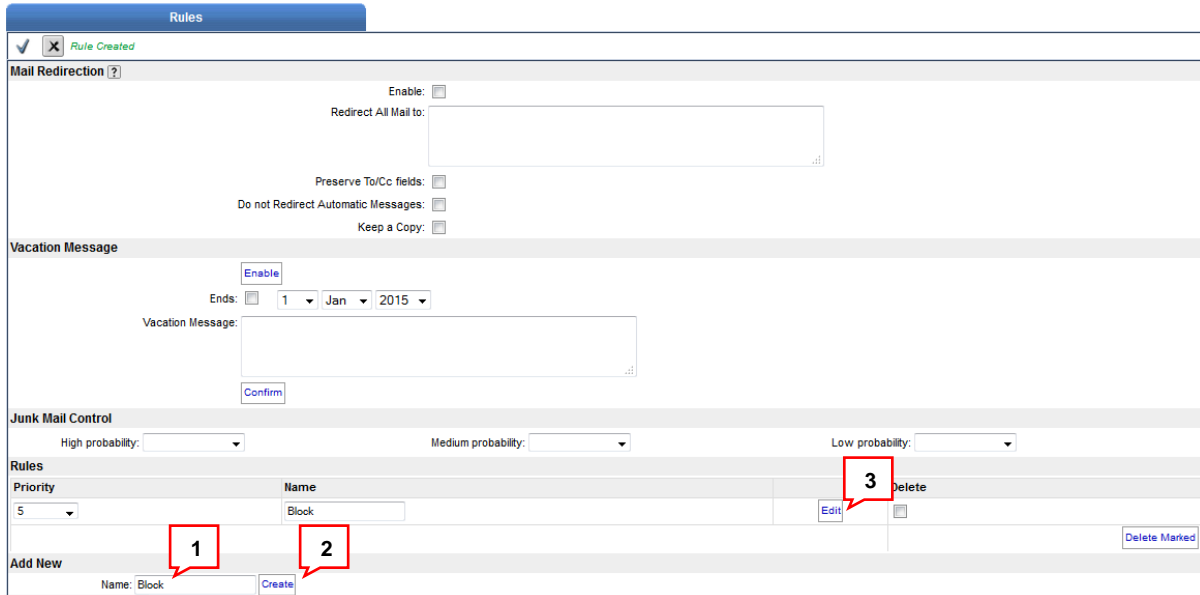 Rules
X Rule Created
Mail Redirection ?
Enable:
Redirect All Mail to:
Preserve To/Cc fields:
Do not Redirect Automatic Messages:
Keep a Copy:
Vacation Message
Enable
Ends: 1 Jan 2015
Vacation Message:
Confirm
Junk Mail Control
High probability: Medium probability: Low probability:
Rules
Priority Name 3 Delete
5 Block Edit
Delete Marked
1 2
Add New
Name: Block Create